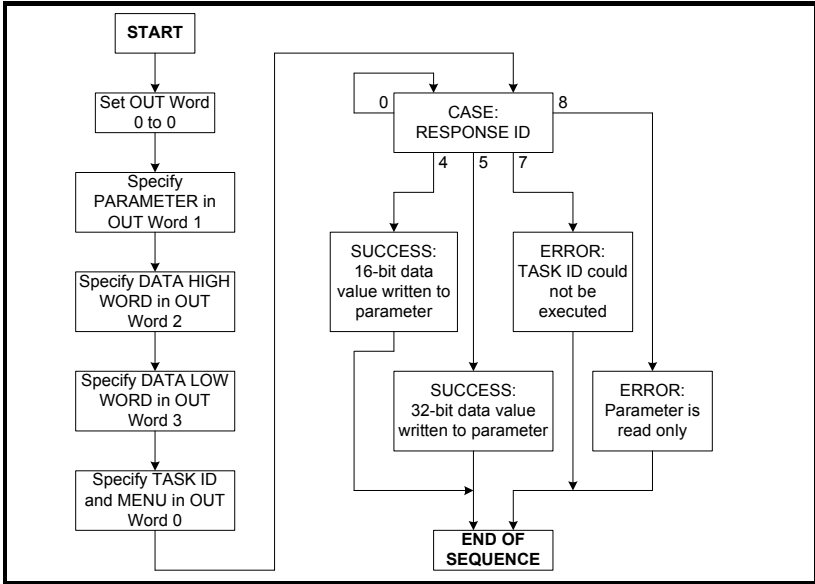 START
Set OUT Word
0 to 0
Specify
PARAMETER in
OUT Word 1
Specify DATA HIGH
WORD in OUT
Word 2
Specify DATA LOW
WORD in OUT
Word 3
Specify TASK ID
and MENU in OUT
Word 0
0
CASE:
RESPONSE ID
8
4
5
7
SUCCESS:
16-bit data
value written to
parameter
ERROR:
TASK ID could
not be
executed
SUCCESS:
32-bit data value
written to parameter
ERROR:
Parameter is
read only
END OF
SEQUENCE